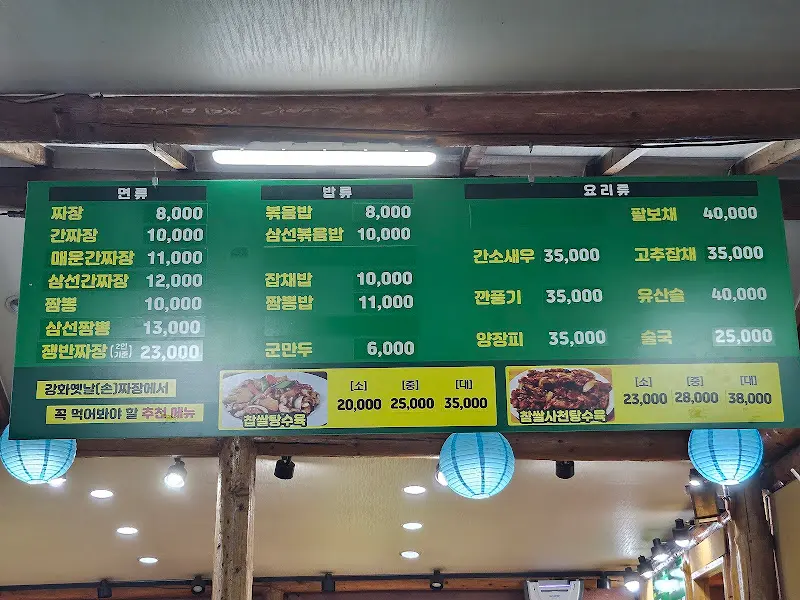 면 류
짜장 8,000
간짜장 10,000
매운간짜장 11,000
삼선간짜장 12,000
짬뽕 10,000
삼선짬뽕 13,000
쟁반짜장 (2인기준) 23,000
밥 류
볶음밥 8,000
삼선볶음밥 10,000
잡채밥 10,000
짬뽕밥 11,000
군만두 6,000
요 리 류
팔보채 40,000
간소새우 35,000 고추잡채 35,000
깐풍기 35,000 유산슬 40,000
양장피 35,000 술국 25,000
강화옛날(손)짜장에서
꼭 먹어봐야 할 추천 메뉴
찹쌀탕수육
[소] [중] [대]
20,000 25,000 35,000
찹쌀사천탕수육
[소] [중] [대]
23,000 28,000 38,000